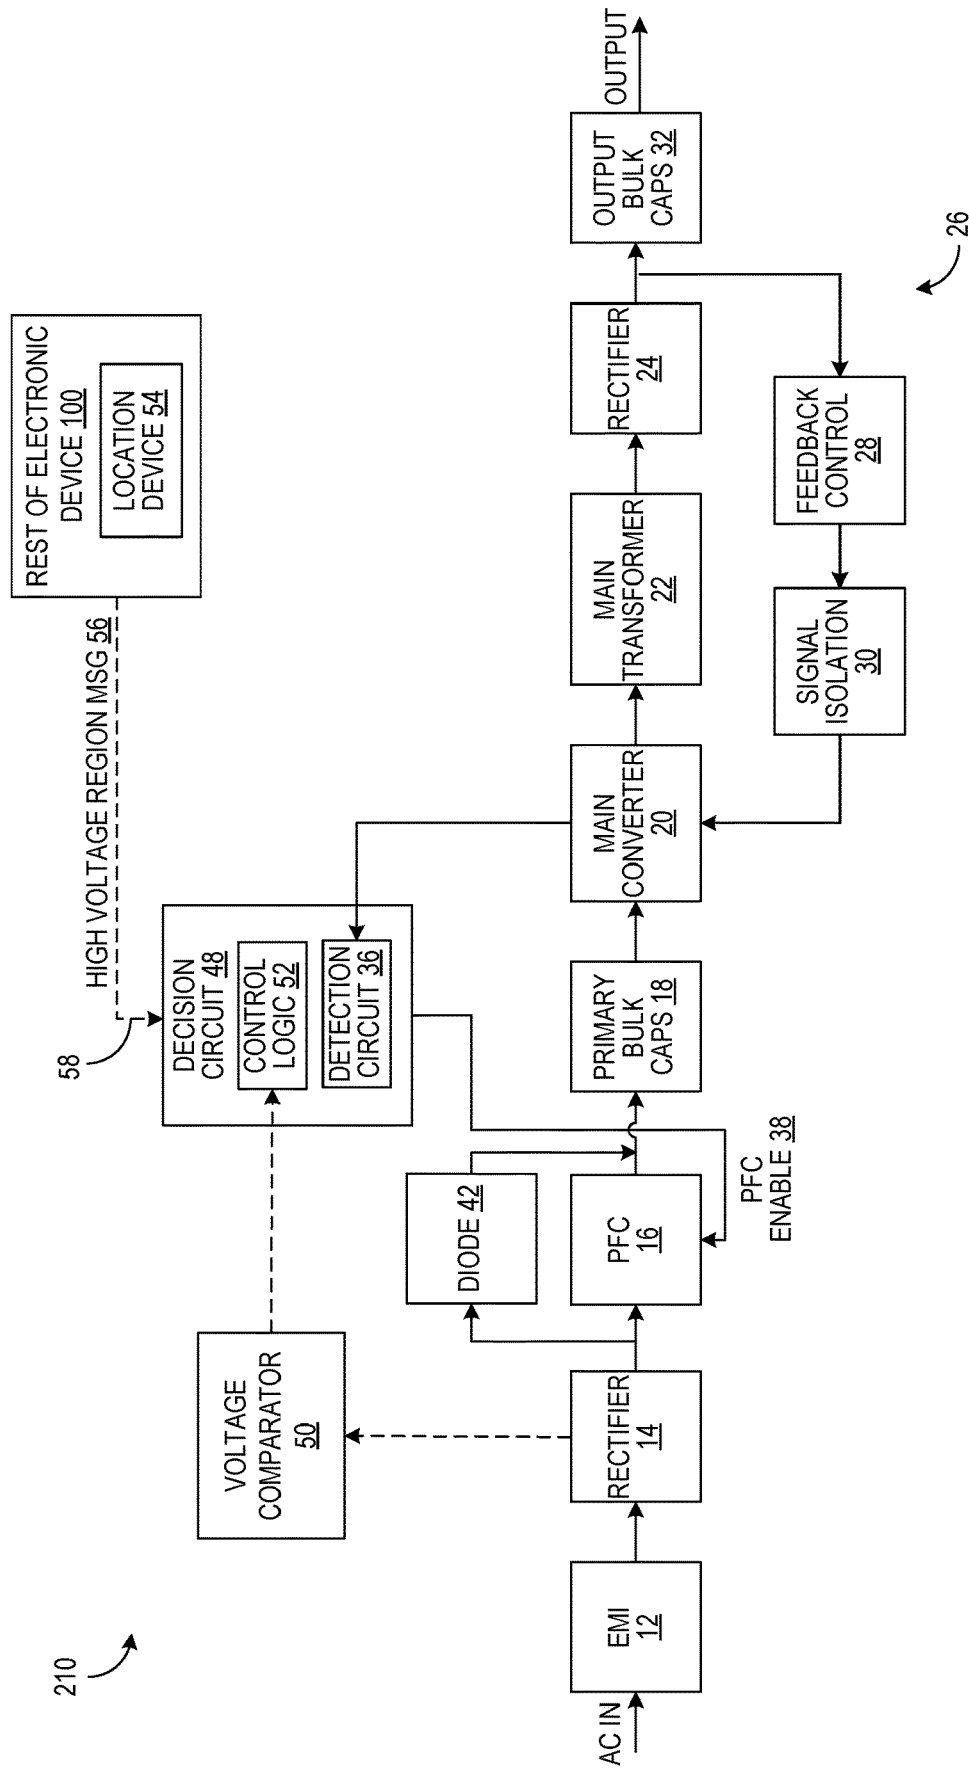 210
AC IN
EMI
12
RECTIFIER
14
VOLTAGE
COMPARATOR
50
DIODE 42
PFC
16
PFC
ENABLE 38
58
HIGH VOLTAGE REGION MSG 56
DECISION
CIRCUIT 48
CONTROL
LOGIC 52
DETECTION
CIRCUIT 36
PRIMARY
BULK
CAPS 18
MAIN
CONVERTER
20
REST OF ELECTRONIC
DEVICE 100
LOCATION
DEVICE 54
MAIN
TRANSFORMER
22
RECTIFIER
24
SIGNAL
ISOLATION
30
FEEDBACK
CONTROL
28
OUTPUT
BULK
CAPS 32
OUTPUT
26